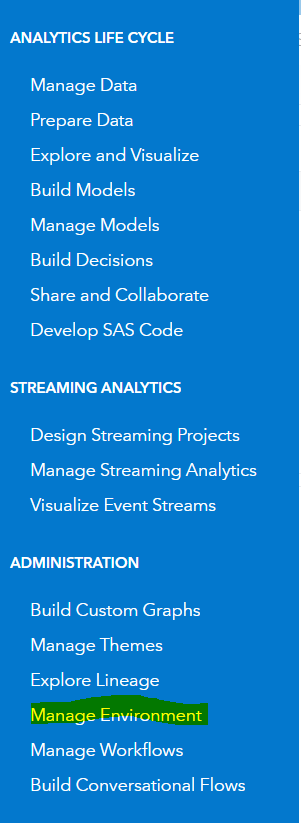 ANALYTICS LIFE CYCLE
Manage Data
Prepare Data
Explore and Visualize
Build Models
Manage Models
Build Decisions
Share and Collaborate
Develop SAS Code
STREAMING ANALYTICS
Design Streaming Projects
Manage Streaming Analytics
Visualize Event Streams
ADMINISTRATION
Build Custom Graphs
Manage Themes
Explore Lineage
Manage Environment
Manage Workflows
Build Conversational Flows